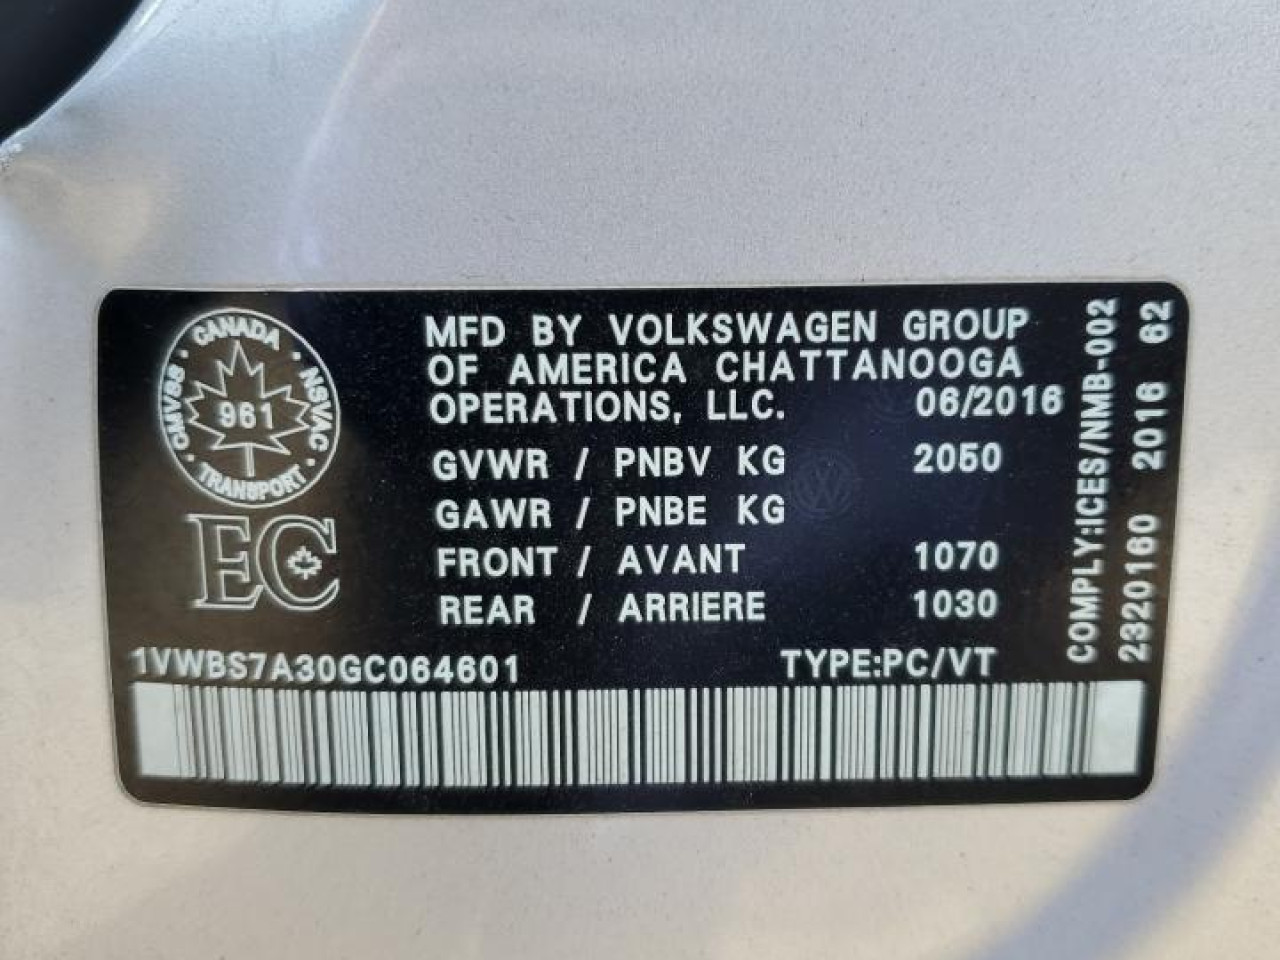 CANADA
CMVSS · NSVAC
961
TRANSPORT
EC
MFD BY VOLKSWAGEN GROUP
OF AMERICA CHATTANOOGA
OPERATIONS, LLC. 06/2016
GVWR / PNBV KG 2050
GAWR / PNBE KG
FRONT / AVANT 1070
REAR / ARRIERE 1030
1VWBS7A30GC064601 TYPE:PC/VT
COMPLY:ICES/NMB-002
23201160 2016 62